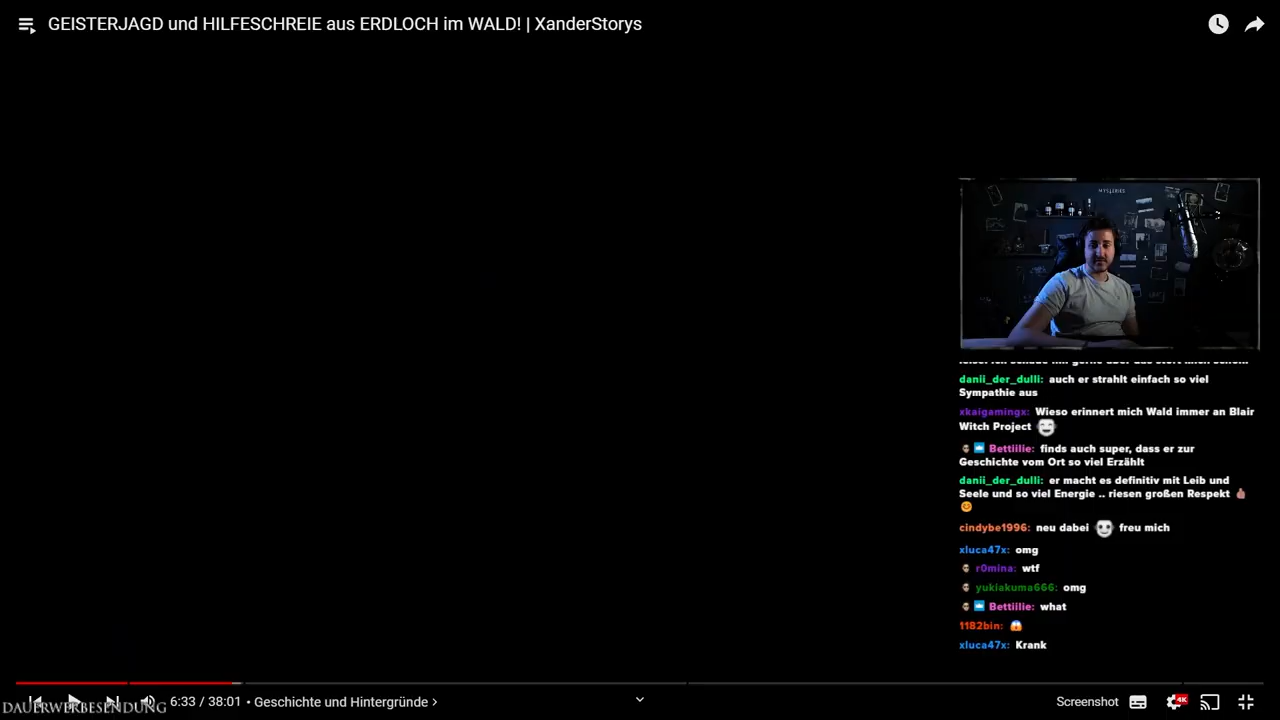 GEISTERJAGD und HILFESCHREIE aus ERDLOCH im WALD! | XanderStorys
MYSTERIES
danii_der_dulli: auch er strahlt einfach so viel
Sympathie aus
xkaigamingx: Wieso erinnert mich Wald immer an Blair
Witch Project
Bettiilie: finds auch super, dass er zur
Geschichte vom Ort so viel Erzählt
danii_der_dulli: er macht es definitiv mit Leib und
Seele und so viel Energie .. riesen großen Respekt
cindybe1996: neu dabei freu mich
xluca47x: omg
r0mina: wtf
yukiakuma666: omg
Bettiilie: what
1182bin:
xluca47x: Krank
6:33 / 38:01 • Geschichte und Hintergründe
Screenshot
4K
DAUERWERBESENDUNG